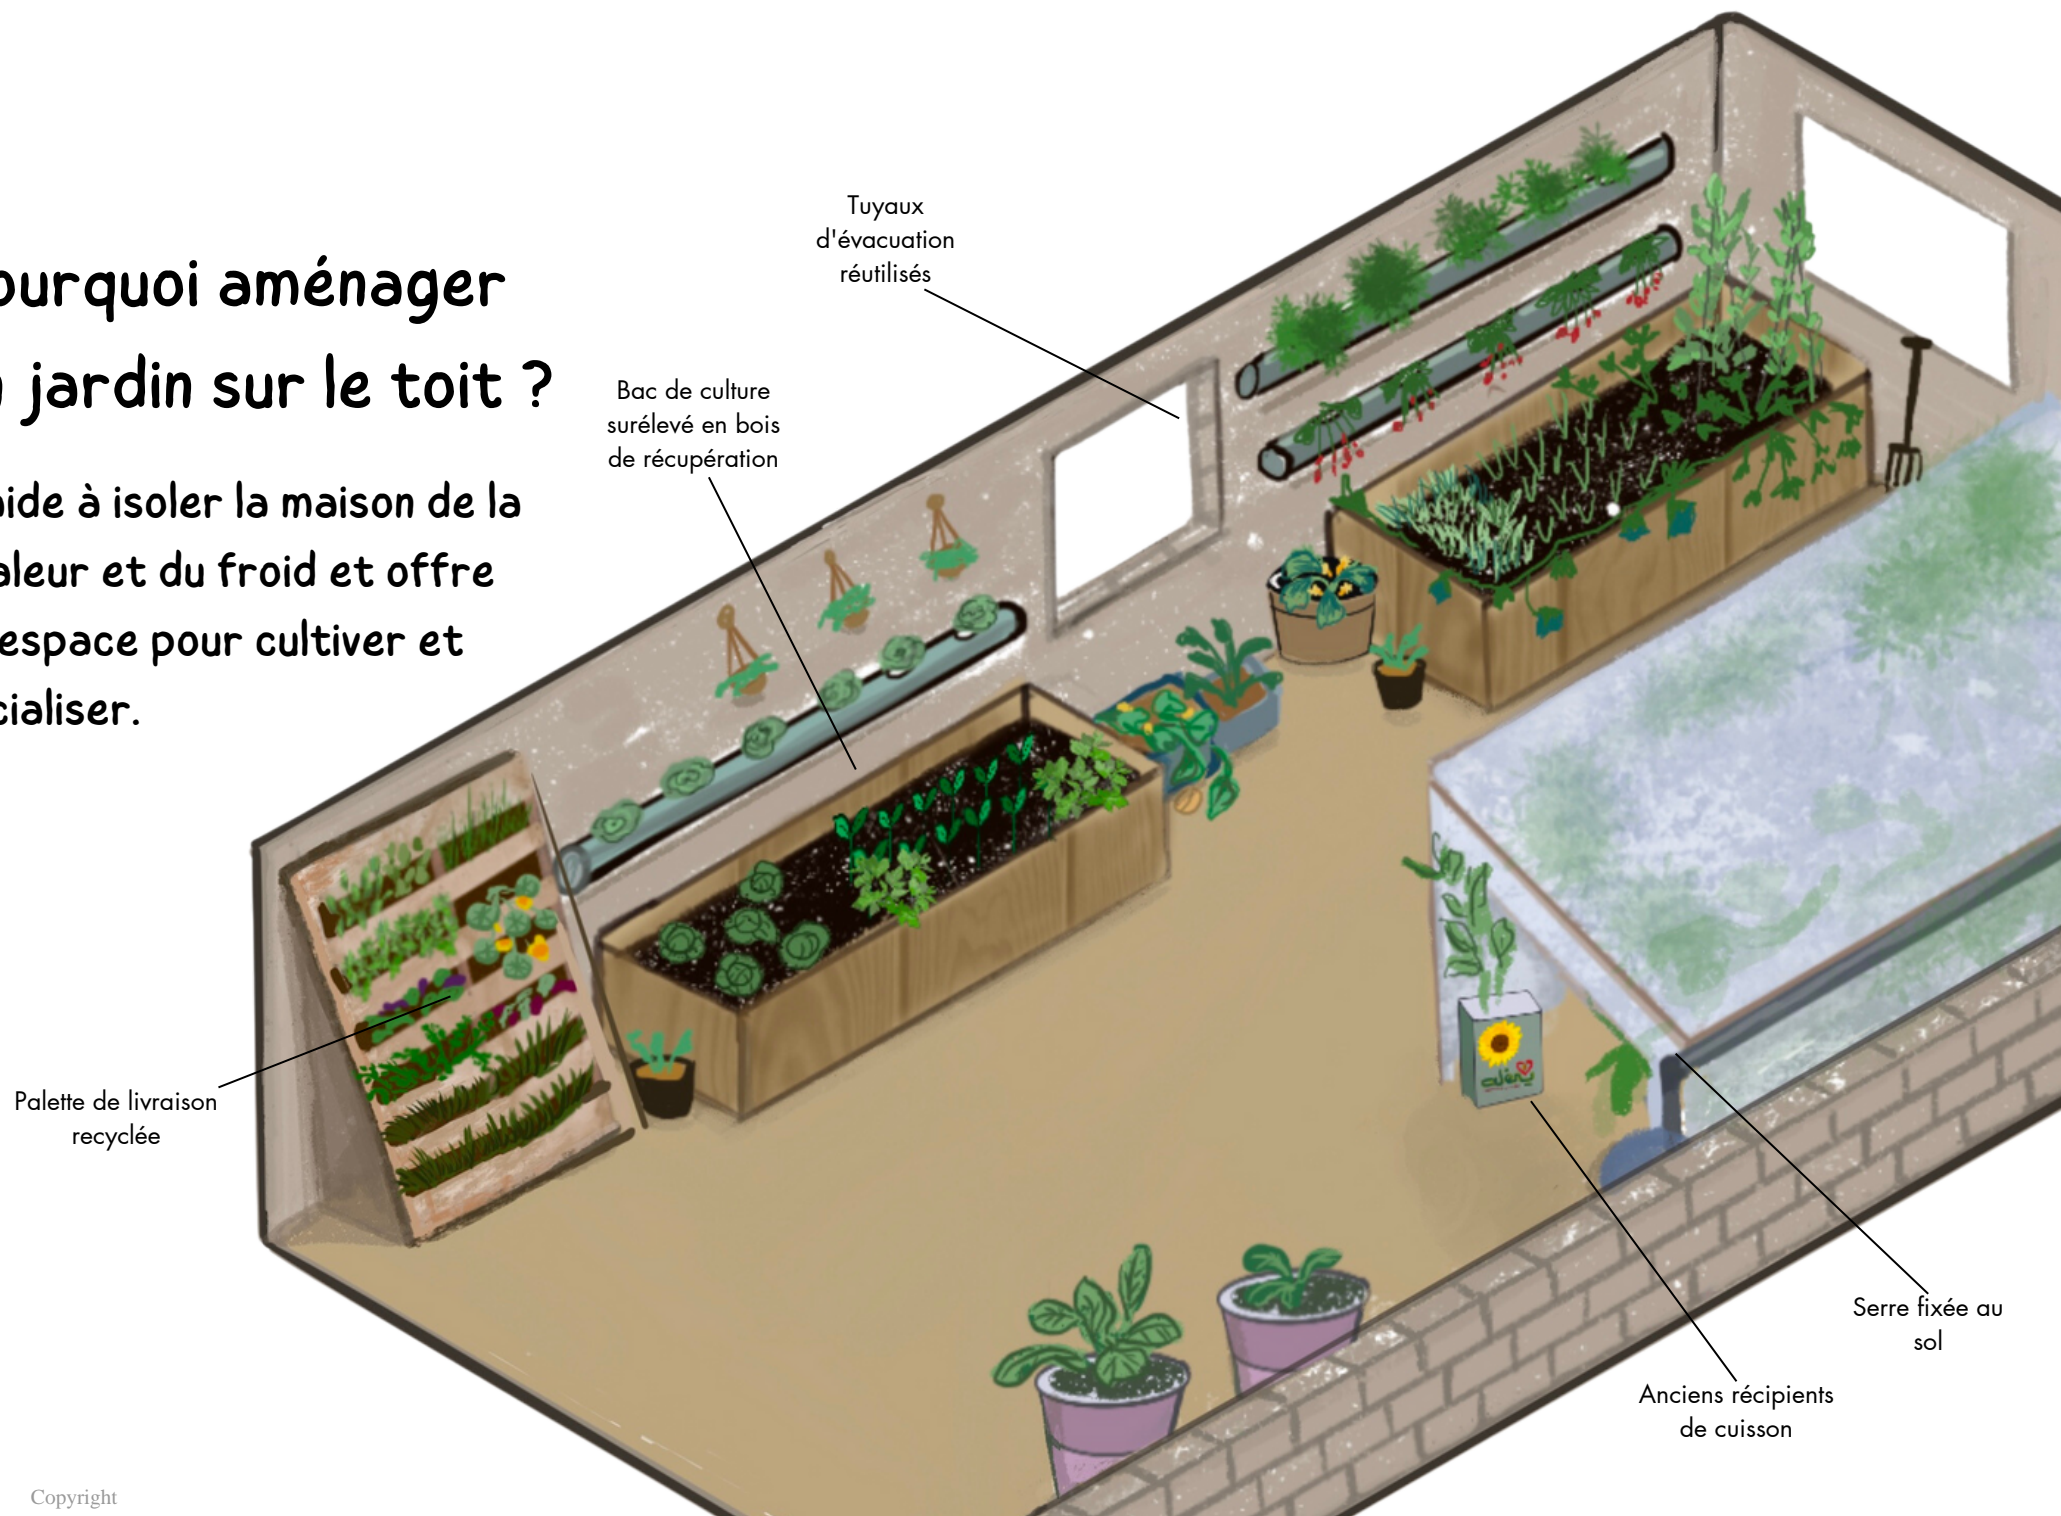 ourquoi aménager
jardin sur le toit ?
aide à isoler la maison de la
aleur et du froid et offre
espace pour cultiver et
cialiser.
Tuyaux
d'évacuation
réutilisés
Bac de culture
surélevé en bois
de récupération
Palette de livraison
recyclée
Serre fixée au
sol
Anciens récipients
de cuisson
Copyright